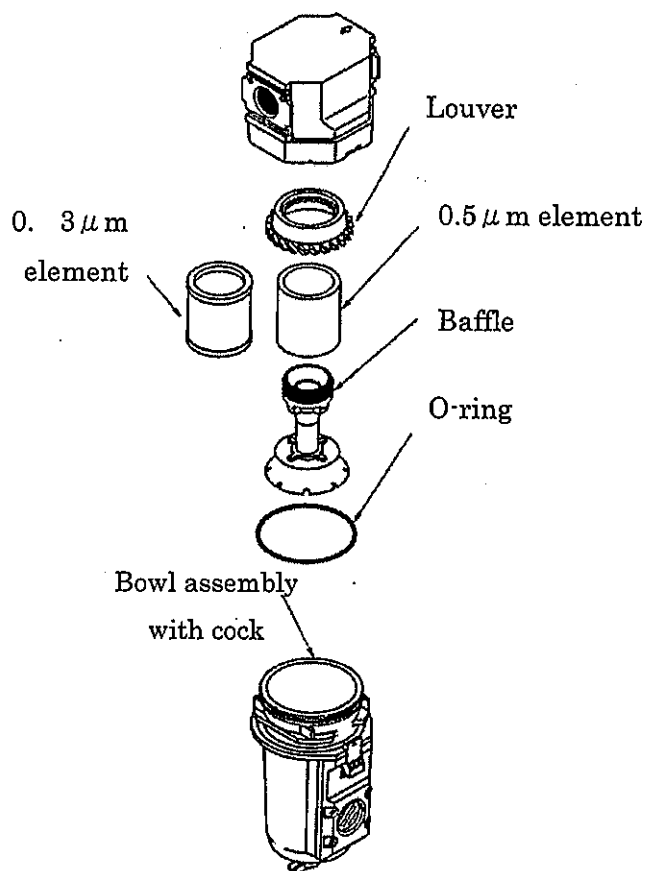 Louver
0. 3μm
element
0.5μm element
Baffle
O-ring
Bowl assembly
with cock